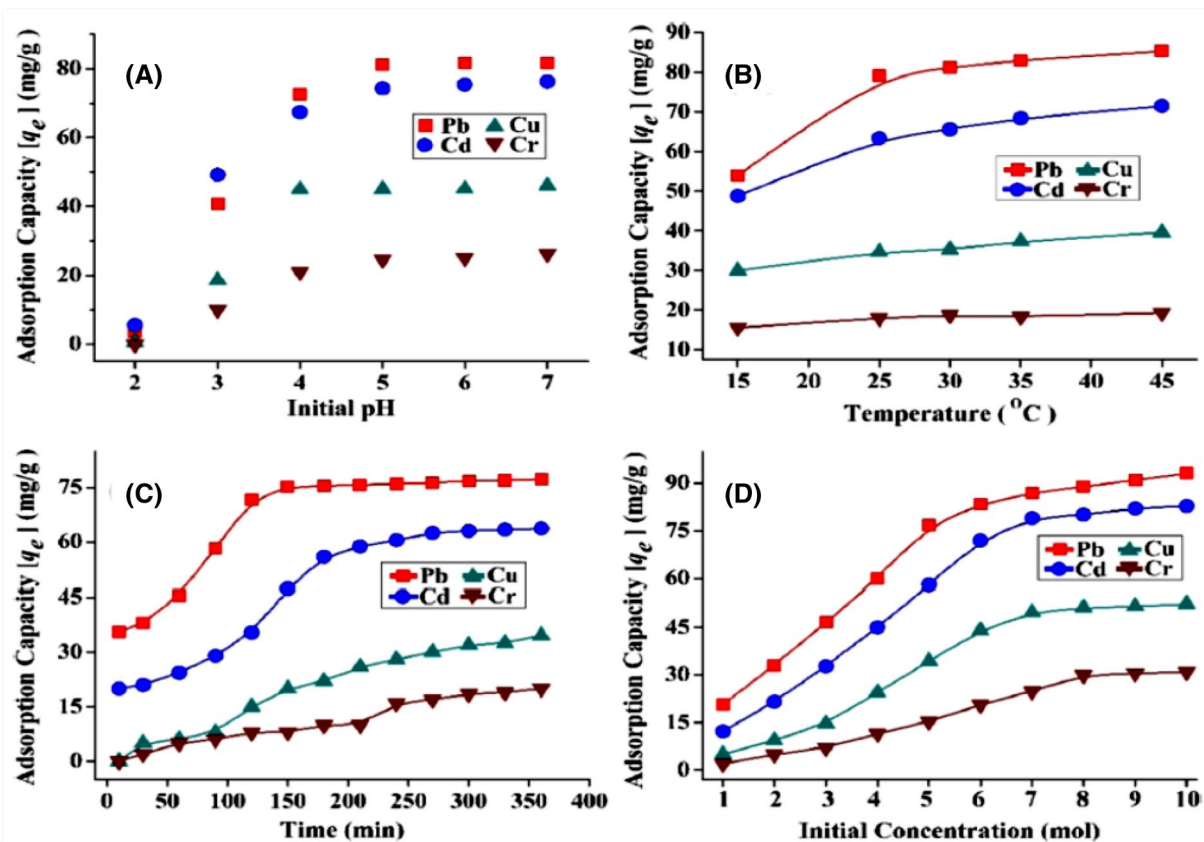 (A)
Adsorption Capacity [qe] (mg/g)
80
60
40
20
0
Pb Cu
Cd Cr
2 3 4 5 6 7
Initial pH
(B)
Adsorption Capacity [qe] (mg/g)
90
80
70
60
50
40
30
20
10
Pb Cu
Cd Cr
15 20 25 30 35 40 45
Temperature (°C)
(C)
Adsorption Capacity [qe] (mg/g)
75
60
45
30
15
0
Pb Cu
Cd Cr
0 50 100 150 200 250 300 350 400
Time (min)
(D)
Adsorption Capacity [qe] (mg/g)
90
75
60
45
30
15
0
Pb Cu
Cd Cr
1 2 3 4 5 6 7 8 9 10
Initial Concentration (mol)